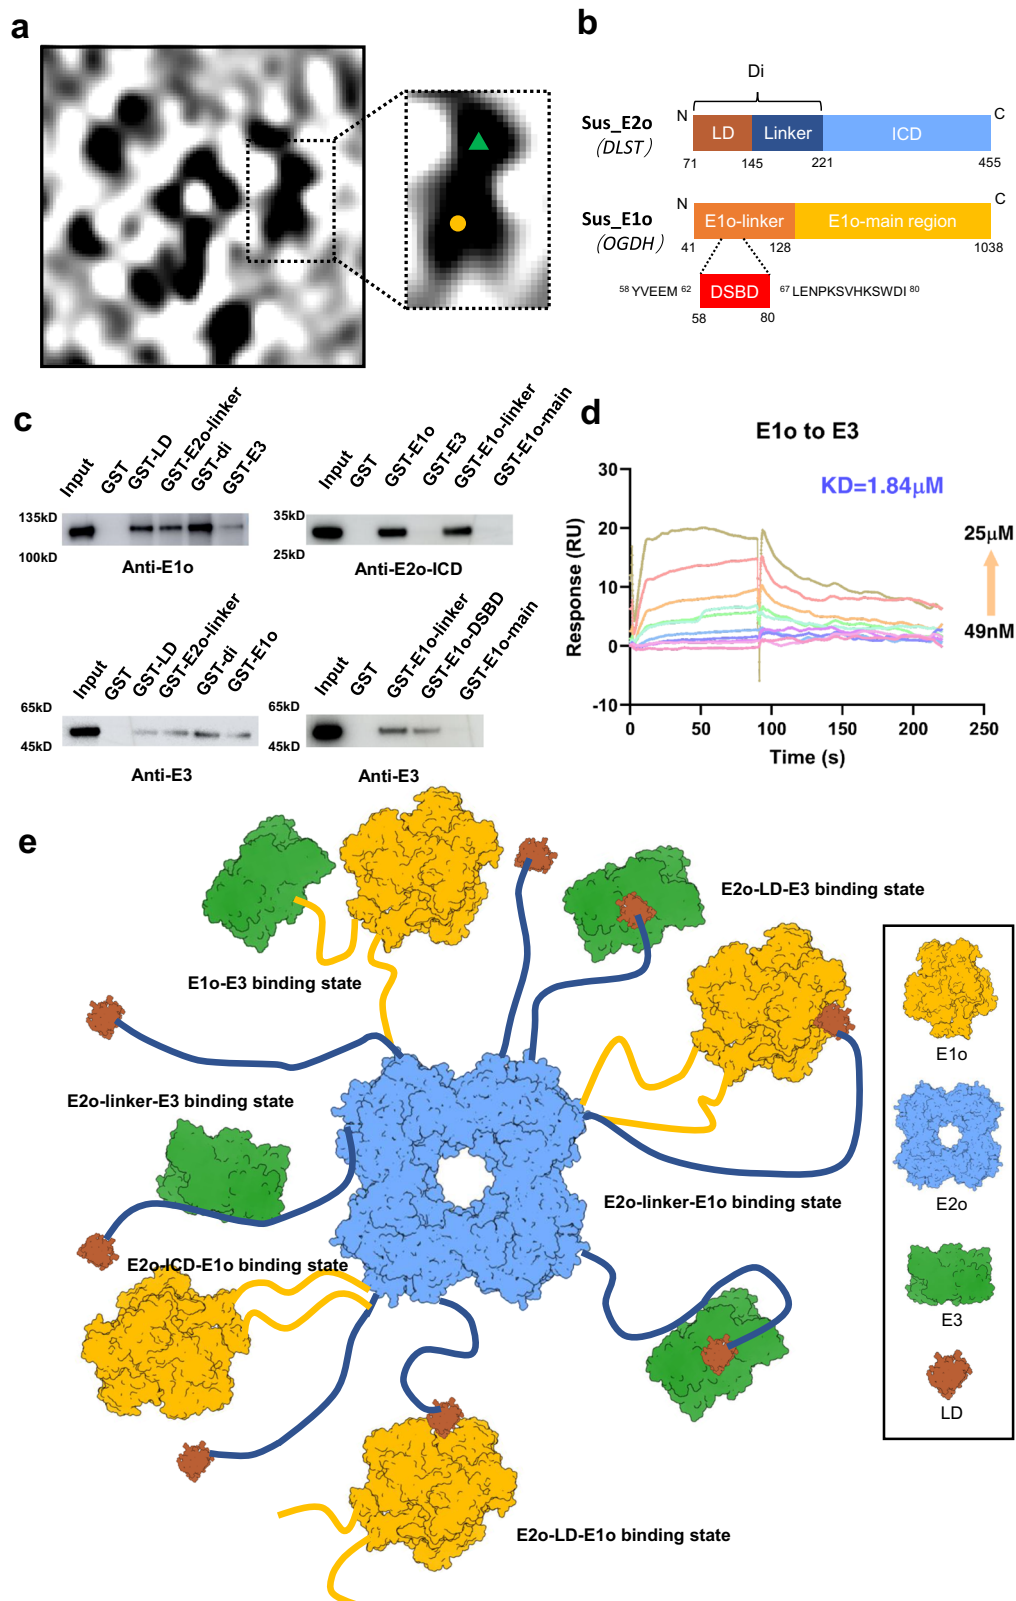 a
b
Di
N
C
Sus_E2o
(DLST)
LD
Linker
ICD
71
145
221
455
N
C
Sus_E1o
(OGDH)
E1o-linker
E1o-main region
41
128
1038
58 YVEEM 62
DSBD
67 LENPKSVHKSWDI 80
58
80
c
Input
GST
GST-LD
GST-E2o-linker
GST-di
GST-E3
135kD
100kD
Anti-E1o
Input
GST
GST-E1o
GST-E3
GST-E1o-linker
GST-E1o-main
35kD
25kD
Anti-E2o-ICD
Input
GST
GST-LD
GST-E2o-linker
GST-di
GST-E1o
65kD
45kD
Anti-E3
Input
GST
GST-E1o-linker
GST-E1o-DSBD
GST-E1o-main
65kD
45kD
Anti-E3
d
E1o to E3
KD=1.84μM
30
20
10
0
-10
Response (RU)
25μM
49nM
0
50
100
150
200
250
Time (s)
e
E2o-LD-E3 binding state
E1o-E3 binding state
E2o-linker-E3 binding state
E2o-linker-E1o binding state
E2o-ICD-E1o binding state
E2o-LD-E1o binding state
E1o
E2o
E3
LD